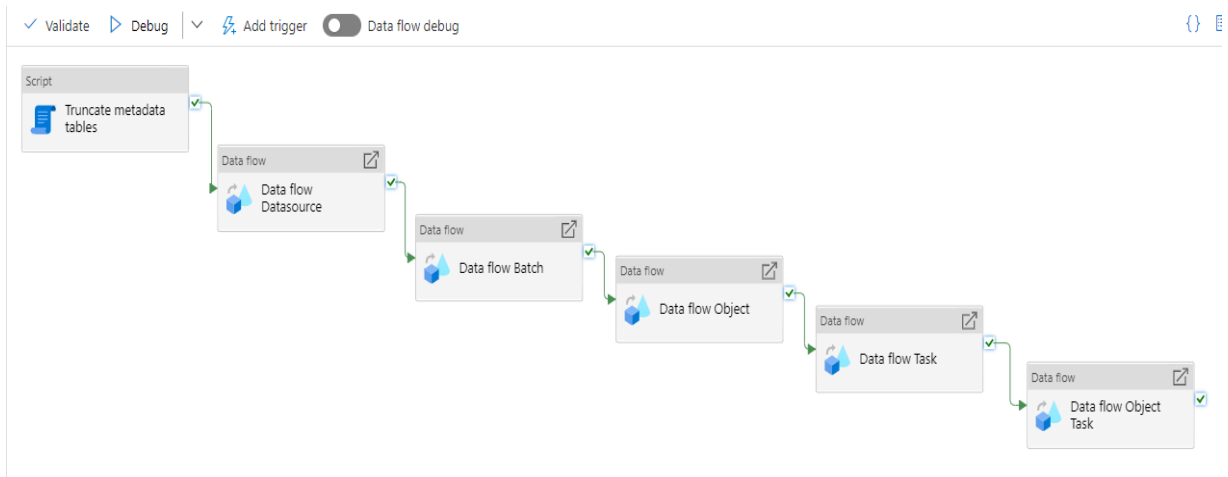 Validate Debug Add trigger Data flow debug {}
Script
Truncate metadata
tables
Data flow
Data flow
Datasource
Data flow
Data flow Batch
Data flow
Data flow Object
Data flow
Data flow Task
Data flow
Data flow Object
Task